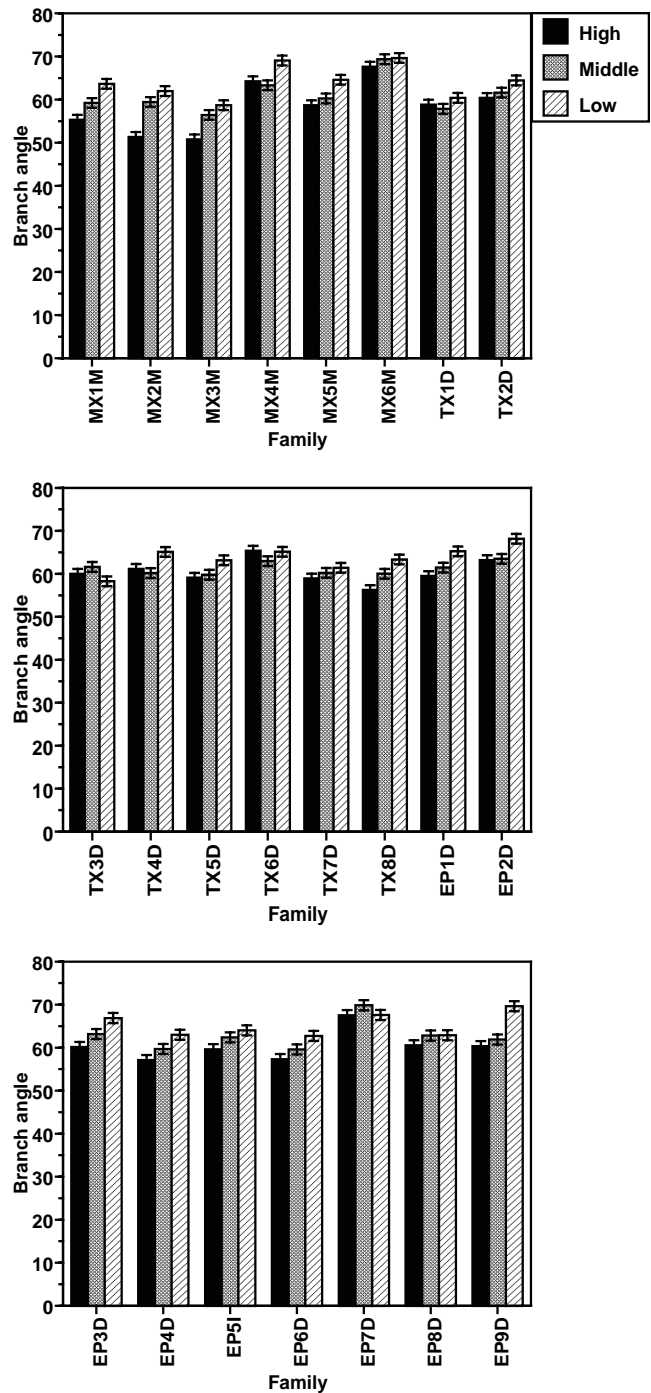 80
70
60
50
40
30
20
10
0
Branch angle
MX1M
MX2M
MX3M
MX4M
MX5M
MX6M
TX1D
TX2D
Family
High
Middle
Low
80
70
60
50
40
30
20
10
0
Branch angle
TX3D
TX4D
TX5D
TX6D
TX7D
TX8D
EP1D
EP2D
Family
80
70
60
50
40
30
20
10
0
Branch angle
EP3D
EP4D
EP5I
EP6D
EP7D
EP8D
EP9D
Family